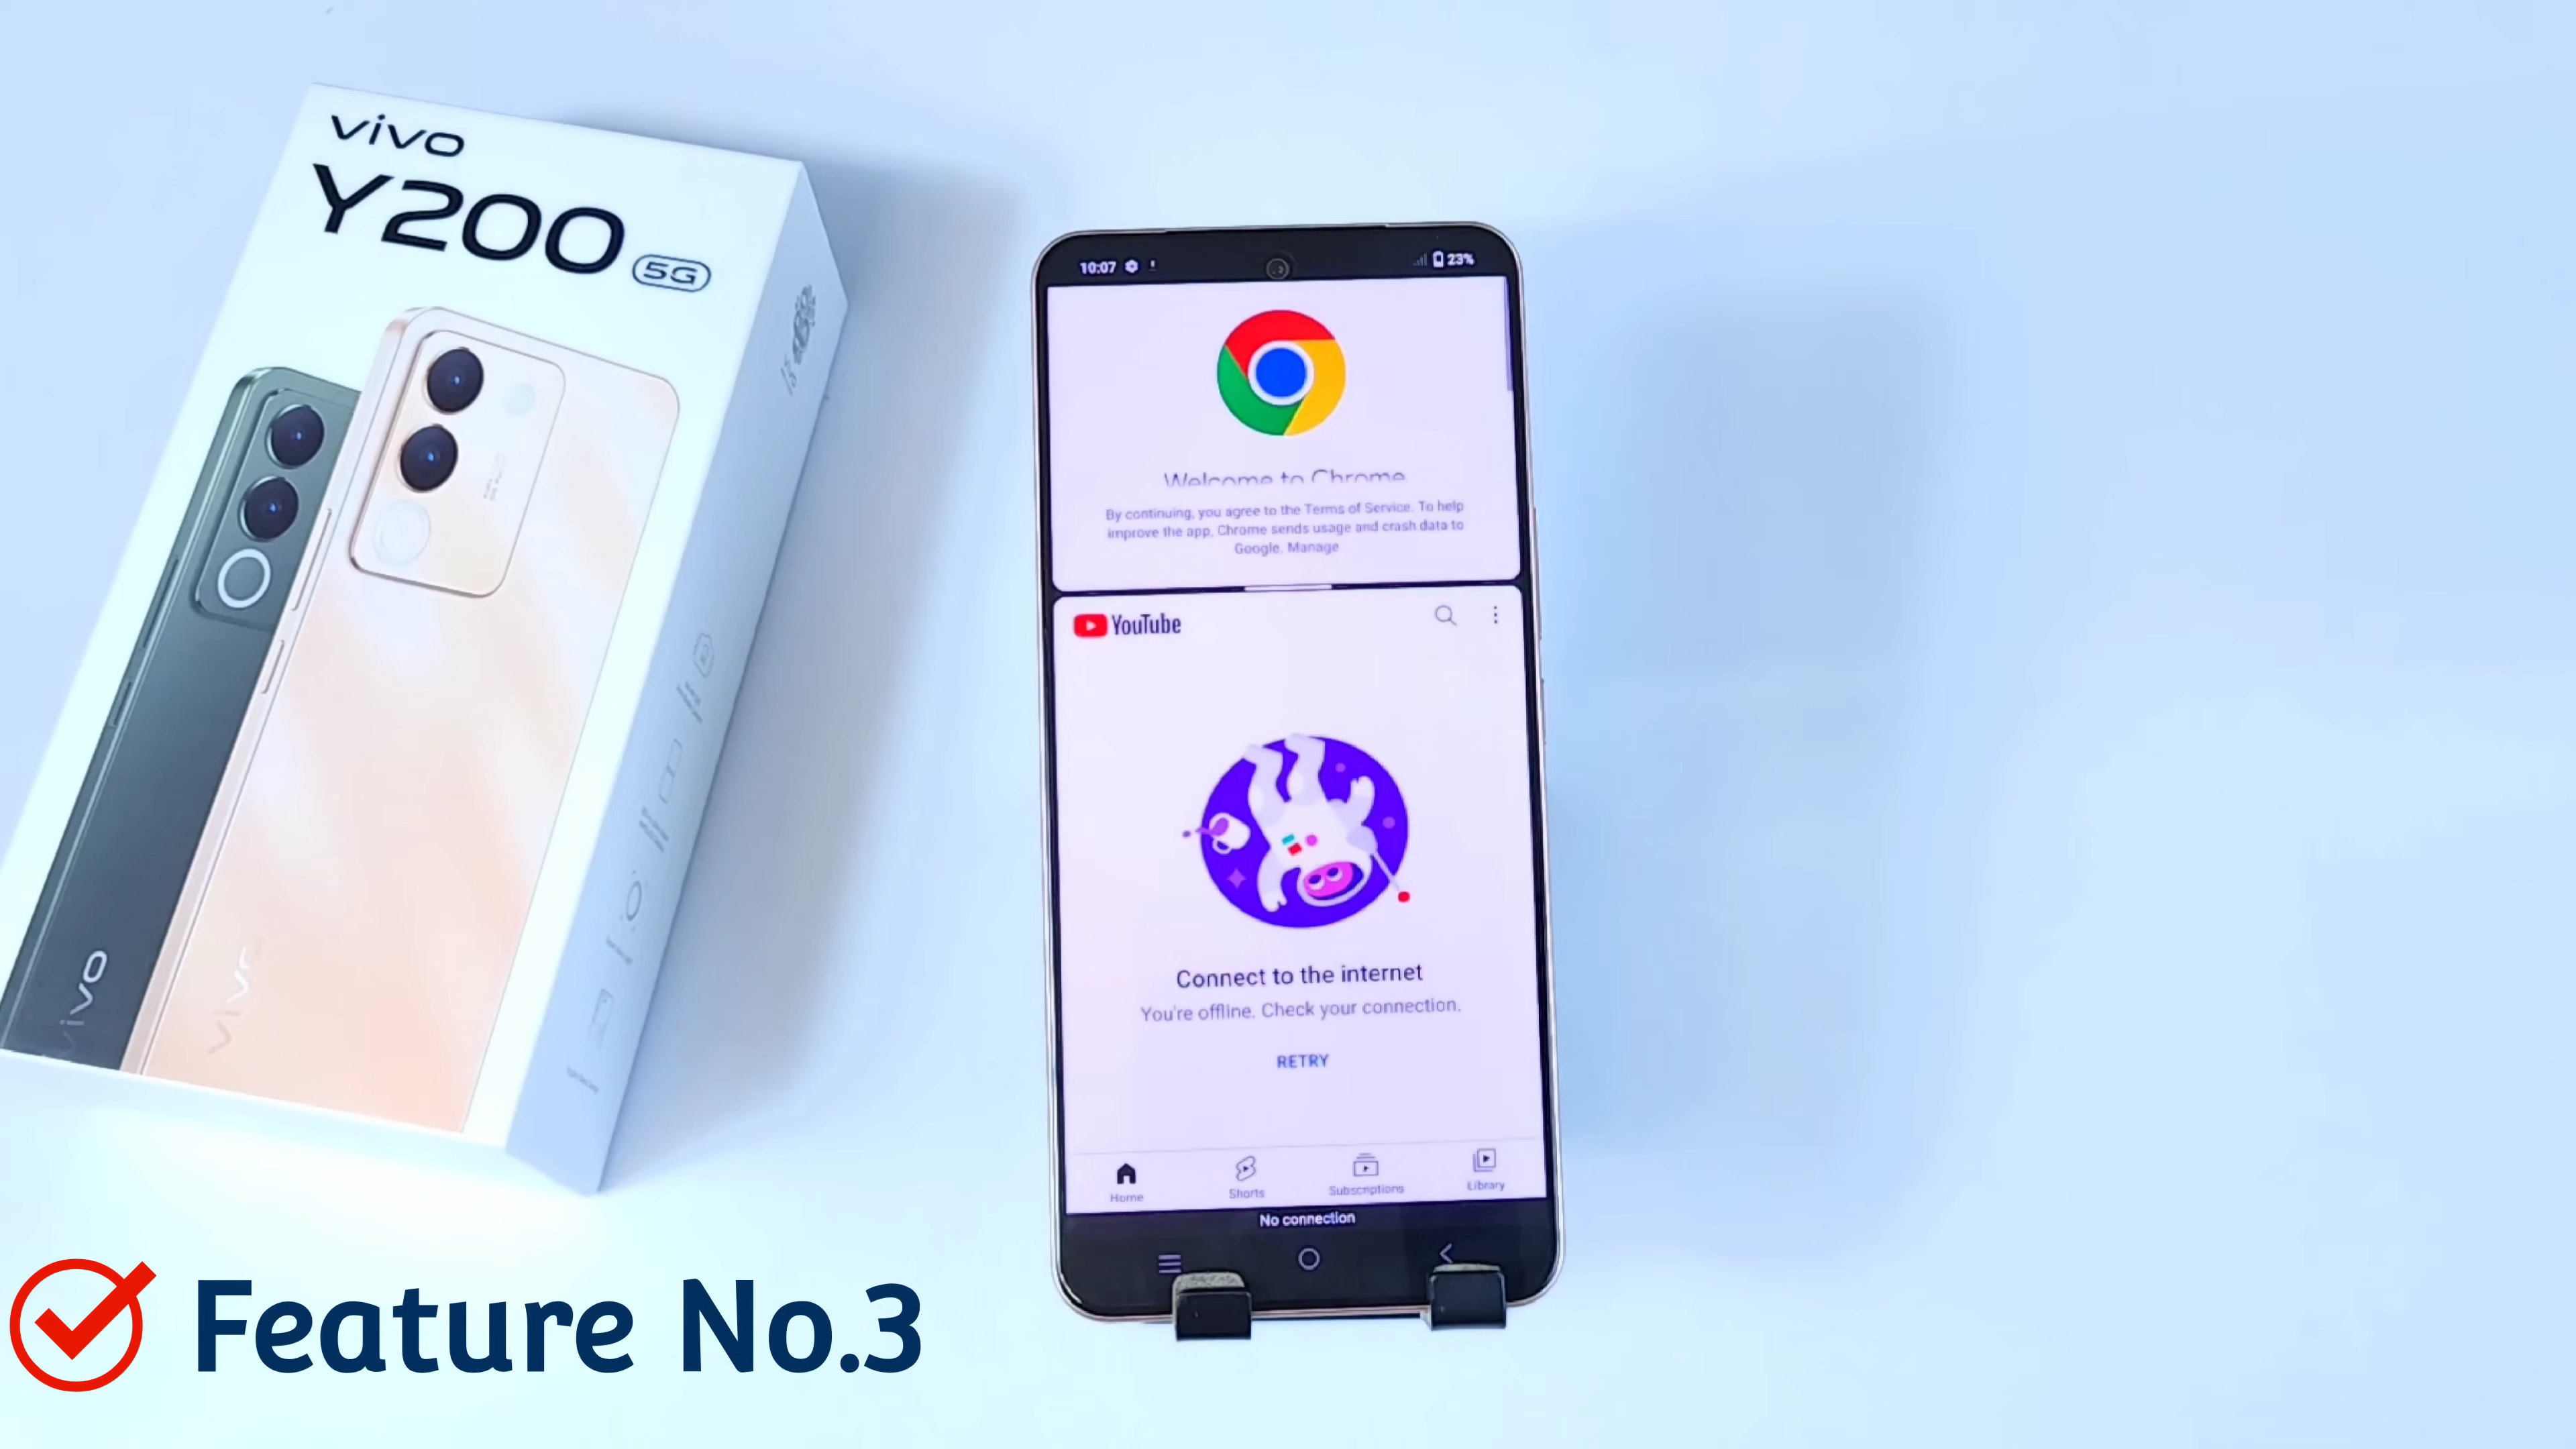 vivo
Y200 5G
vivo
vivo
10:07
23%
Welcome to Chrome
By continuing, you agree to the Terms of Service. To help
improve the app, Chrome sends usage and crash data to
Google. Manage
YouTube
Connect to the internet
You're offline. Check your connection.
RETRY
Home
Shorts
Subscriptions
Library
No connection
Feature No.3